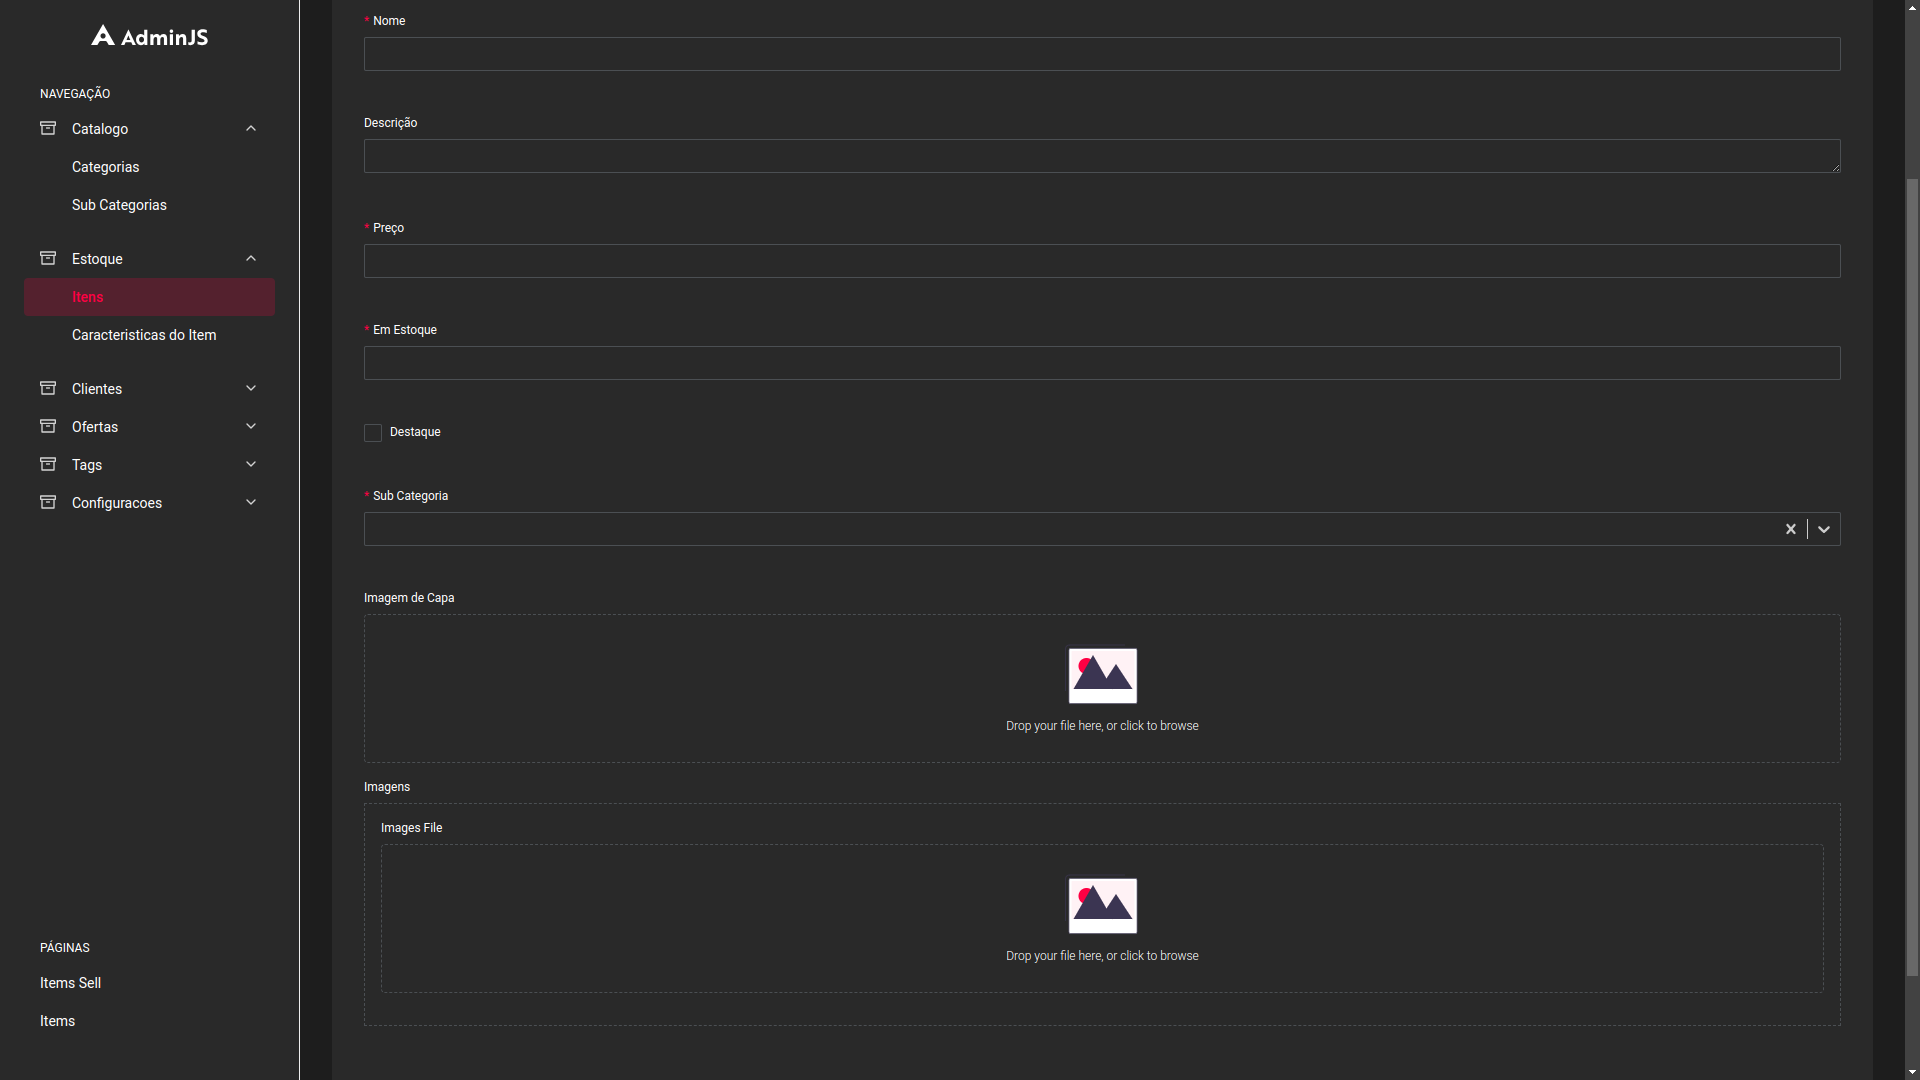 AdminJS
NAVEGAÇÃO
Catalogo
Categorias
Sub Categorias
Estoque
Itens
Caracteristicas do Item
Clientes
Ofertas
Tags
Configuracoes
PÁGINAS
Items Sell
Items
* Nome
Descrição
* Preço
* Em Estoque
Destaque
* Sub Categoria
Imagem de Capa
Drop your file here, or click to browse
Imagens
Images File
Drop your file here, or click to browse